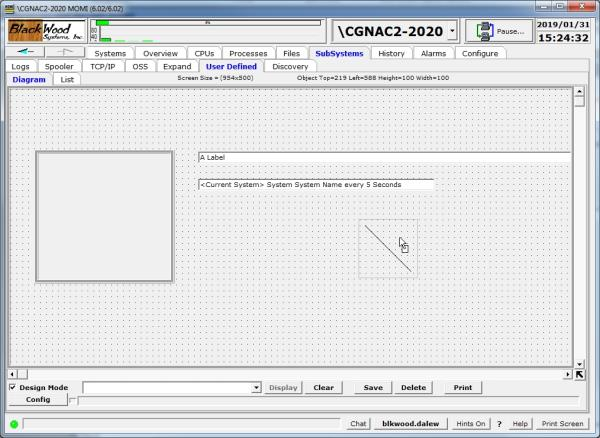 \CGNAC2-2020 MOMI (6.02/6.02)
BlackWood Systems, Inc.
80
40
\CGNAC2-2020
Pause...
2019/01/31
15:24:32
Systems Overview CPUs Processes Files SubSystems History Alarms Configure
Logs Spooler TCP/IP OSS Expand User Defined Discovery
Diagram List Screen Size = (954x500) Object Top=219 Left=588 Height=100 Width=100
A Label
<Current System> System System Name every 5 Seconds
Design Mode Display Clear Save Delete Print
Config
Chat blkwood.dalew Hints On ? Help Print Screen